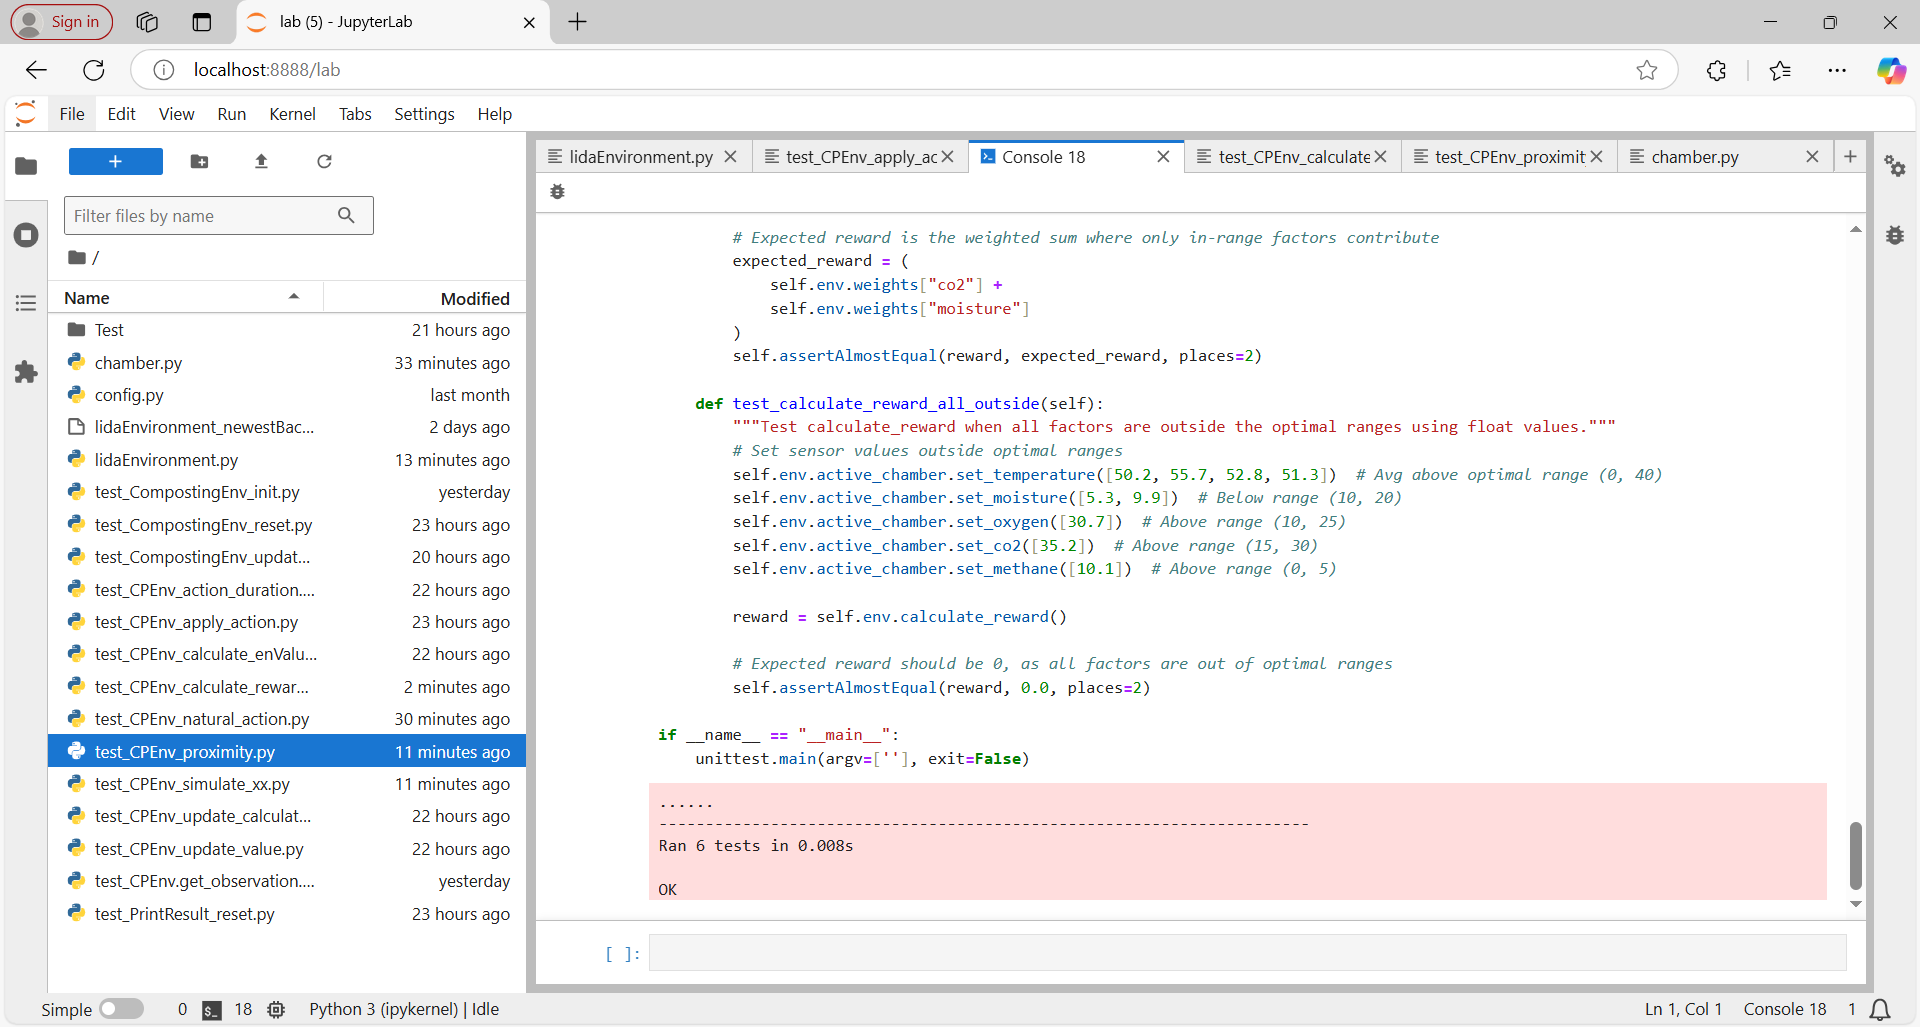 Sign in
lab (5) - JupyterLab
localhost:8888/lab
File Edit View Run Kernel Tabs Settings Help
+
Filter files by name
/
Name Modified
Test 21 hours ago
chamber.py 33 minutes ago
config.py last month
lidaEnvironment_newestBac... 2 days ago
lidaEnvironment.py 13 minutes ago
test_CompostingEnv_init.py yesterday
test_CompostingEnv_reset.py 23 hours ago
test_CompostingEnv_updat... 20 hours ago
test_CPEnv_action_duration.... 22 hours ago
test_CPEnv_apply_action.py 23 hours ago
test_CPEnv_calculate_enValu... 22 hours ago
test_CPEnv_calculate_rewar... 2 minutes ago
test_CPEnv_natural_action.py 30 minutes ago
test_CPEnv_proximity.py 11 minutes ago
test_CPEnv_simulate_xx.py 11 minutes ago
test_CPEnv_update_calculat... 22 hours ago
test_CPEnv_update_value.py 22 hours ago
test_CPEnv.get_observation.... yesterday
test_PrintResult_reset.py 23 hours ago
lidaEnvironment.py test_CPEnv_apply_ac Console 18 test_CPEnv_calculate test_CPEnv_proximit chamber.py
# Expected reward is the weighted sum where only in-range factors contribute
expected_reward = (
self.env.weights["co2"] +
self.env.weights["moisture"]
)
self.assertAlmostEqual(reward, expected_reward, places=2)
def test_calculate_reward_all_outside(self):
"""Test calculate_reward when all factors are outside the optimal ranges using float values."""
# Set sensor values outside optimal ranges
self.env.active_chamber.set_temperature([50.2, 55.7, 52.8, 51.3]) # Avg above optimal range (0, 40)
self.env.active_chamber.set_moisture([5.3, 9.9]) # Below range (10, 20)
self.env.active_chamber.set_oxygen([30.7]) # Above range (10, 25)
self.env.active_chamber.set_co2([35.2]) # Above range (15, 30)
self.env.active_chamber.set_methane([10.1]) # Above range (0, 5)
reward = self.env.calculate_reward()
# Expected reward should be 0, as all factors are out of optimal ranges
self.assertAlmostEqual(reward, 0.0, places=2)
if __name__ == "__main__":
unittest.main(argv=[''], exit=False)
......
----------------------------------------------------------------------
Ran 6 tests in 0.008s
OK
[ ]:
Simple 0 $_ 18 Python 3 (ipykernel) | Idle Ln 1, Col 1 Console 18 1